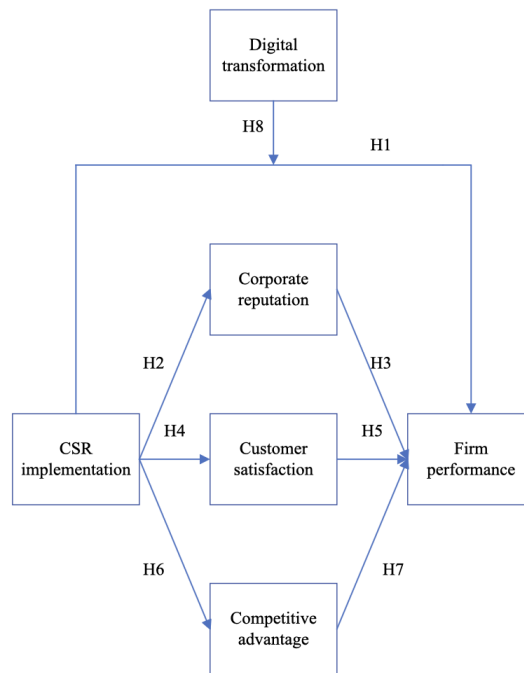 Digital
transformation
H8
H1
Corporate
reputation
H2
H3
CSR
implementation
H4
Customer
satisfaction
H5
Firm
performance
H6
H7
Competitive
advantage